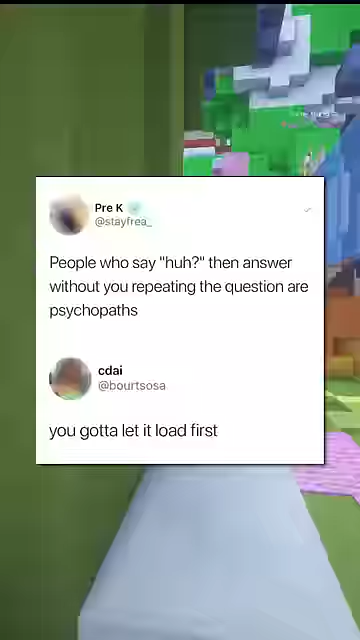 Pre K
@stayfrea_
People who say "huh?" then answer
without you repeating the question are
psychopaths
cdai
@bourtsosa
you gotta let it load first